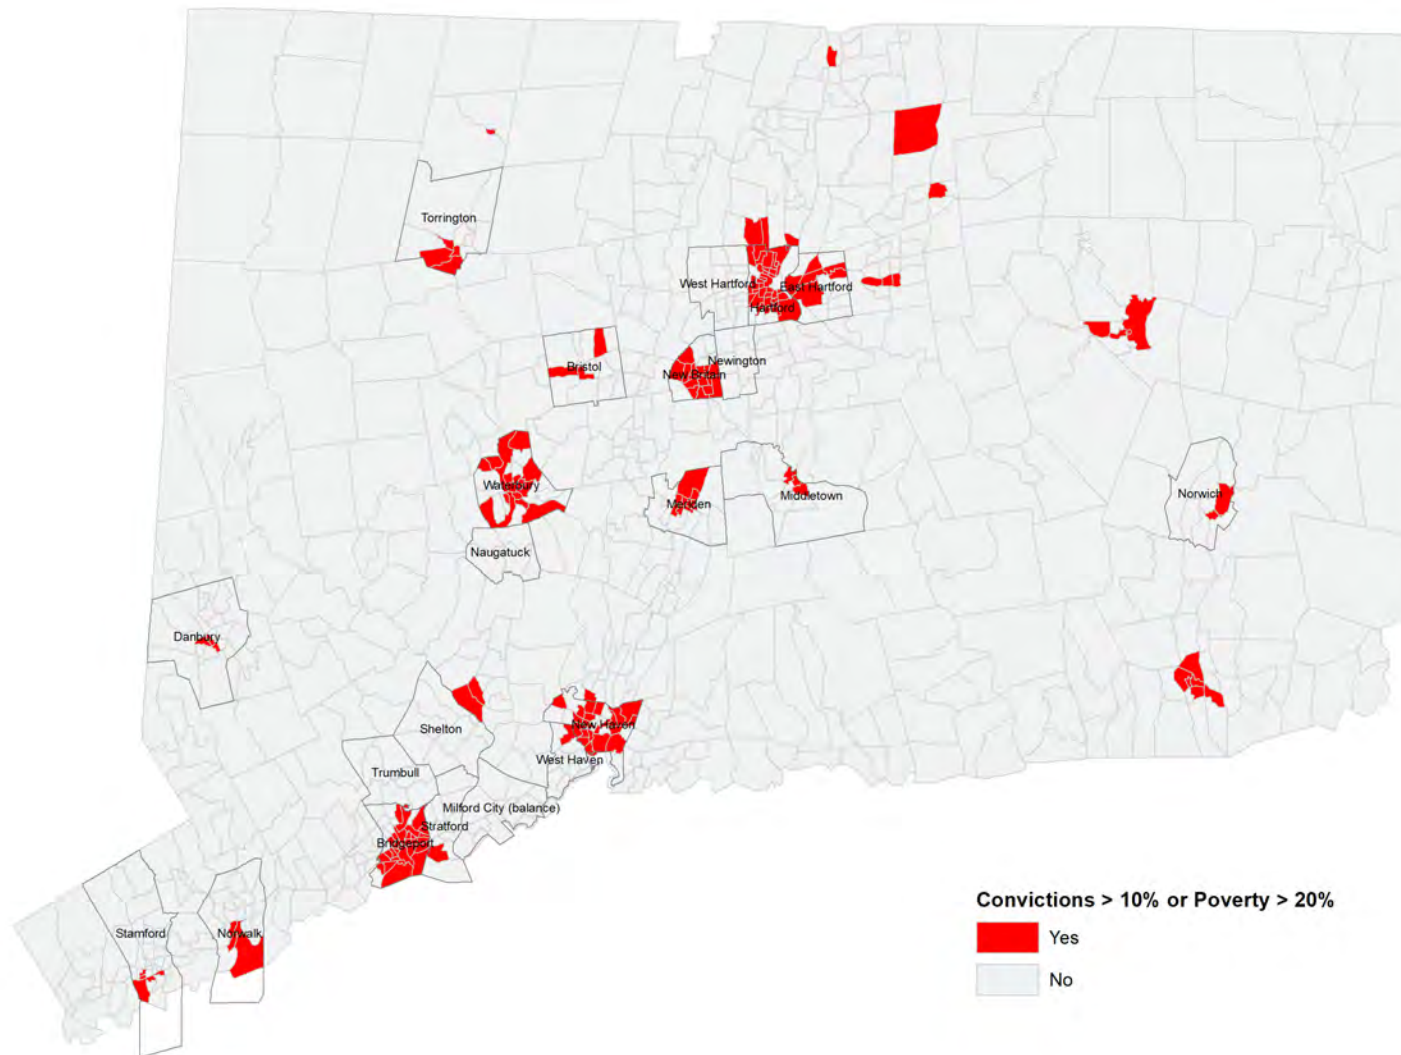 Torrington
West Hartford
East Hartford
Hartford
Bristol
Newington
New Britain
Waterbury
Meriden
Middletown
Norwich
Naugatuck
Danbury
Shelton
New Haven
West Haven
Trumbull
Milford City (balance)
Stratford
Bridgeport
Stamford
Norwalk
Convictions > 10% or Poverty > 20%
Yes
No